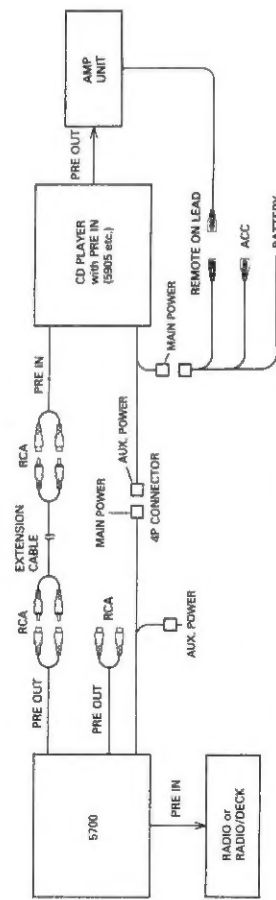 5700
RADIO or
RADIO/DECK
PRE IN
PRE OUT
PRE OUT
RCA
RCA
EXTENSION
CABLE
RCA
PRE IN
AUX. POWER
MAIN POWER
4P CONNECTOR
AUX. POWER
CD PLAYER
with PRE IN
(5905 etc.)
PRE OUT
AMP
UNIT
MAIN POWER
REMOTE ON LEAD
ACC
BATTERY